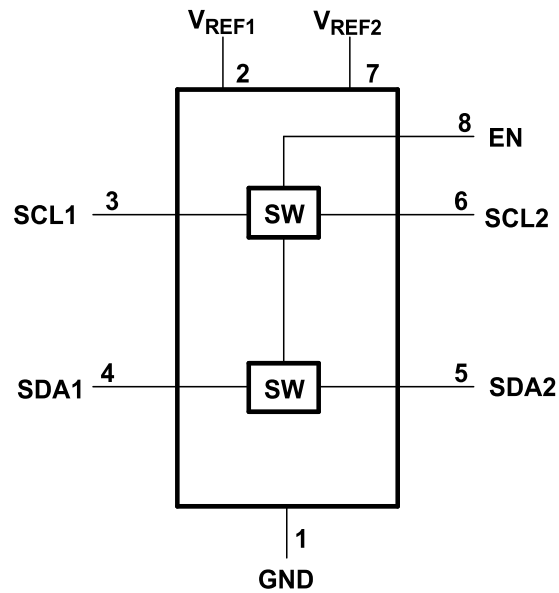 VREF1 VREF2
2 7
8 EN
SCL1 3 SW 6 SCL2
SDA1 4 SW 5 SDA2
1
GND